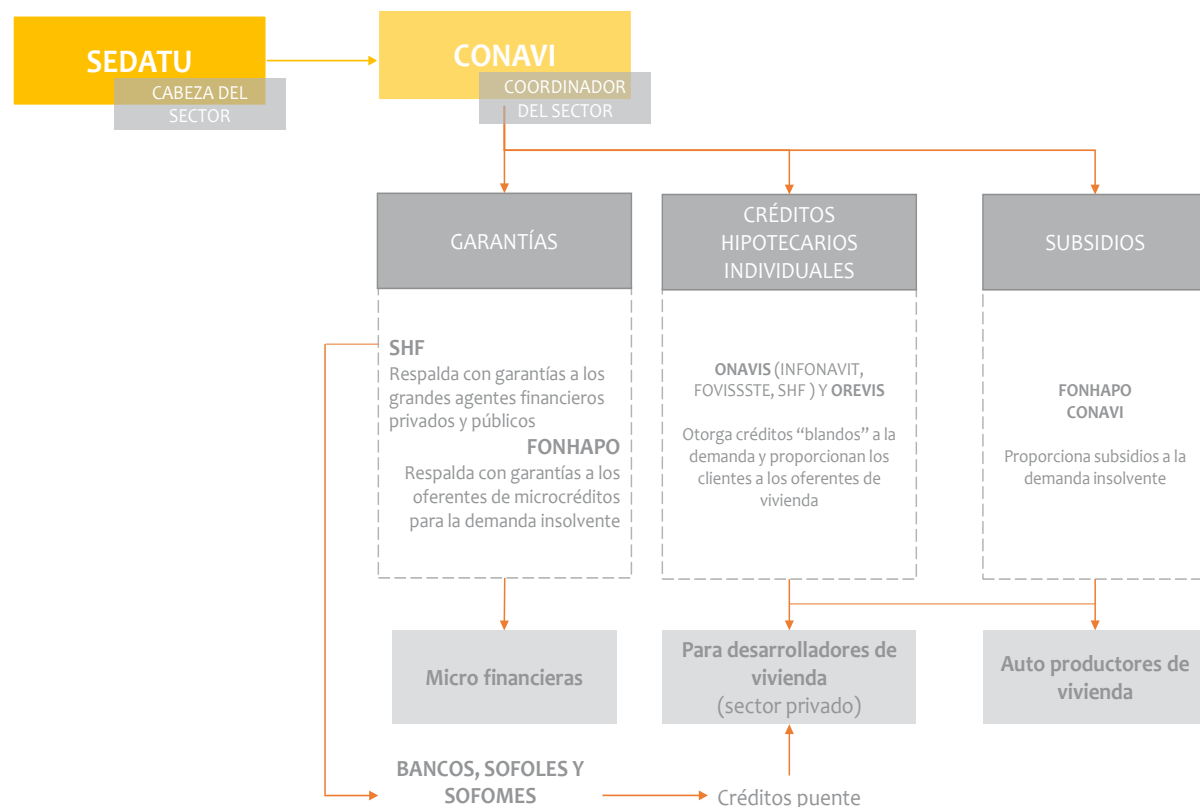 SEDATU
CABEZA DEL
SECTOR
CONAVI
COORDINADOR
DEL SECTOR
GARANTÍAS
CRÉDITOS
HIPOTECARIOS
INDIVIDUALES
SUBSIDIOS
SHF
Respalda con garantías a los
grandes agentes financieros
privados y públicos
FONHAPO
Respalda con garantías a los
oferentes de microcréditos
para la demanda insolvente
ONAVIS (INFONAVIT,
FOVISSSTE, SHF ) Y OREVIS
Otorga créditos “blandos” a la
demanda y proporcionan los
clientes a los oferentes de
vivienda
FONHAPO
CONAVI
Proporciona subsidios a la
demanda insolvente
Micro financieras
Para desarrolladores de
vivienda
(sector privado)
Auto productores de
vivienda
BANCOS, SOFOLES Y
SOFOMES
Créditos puente